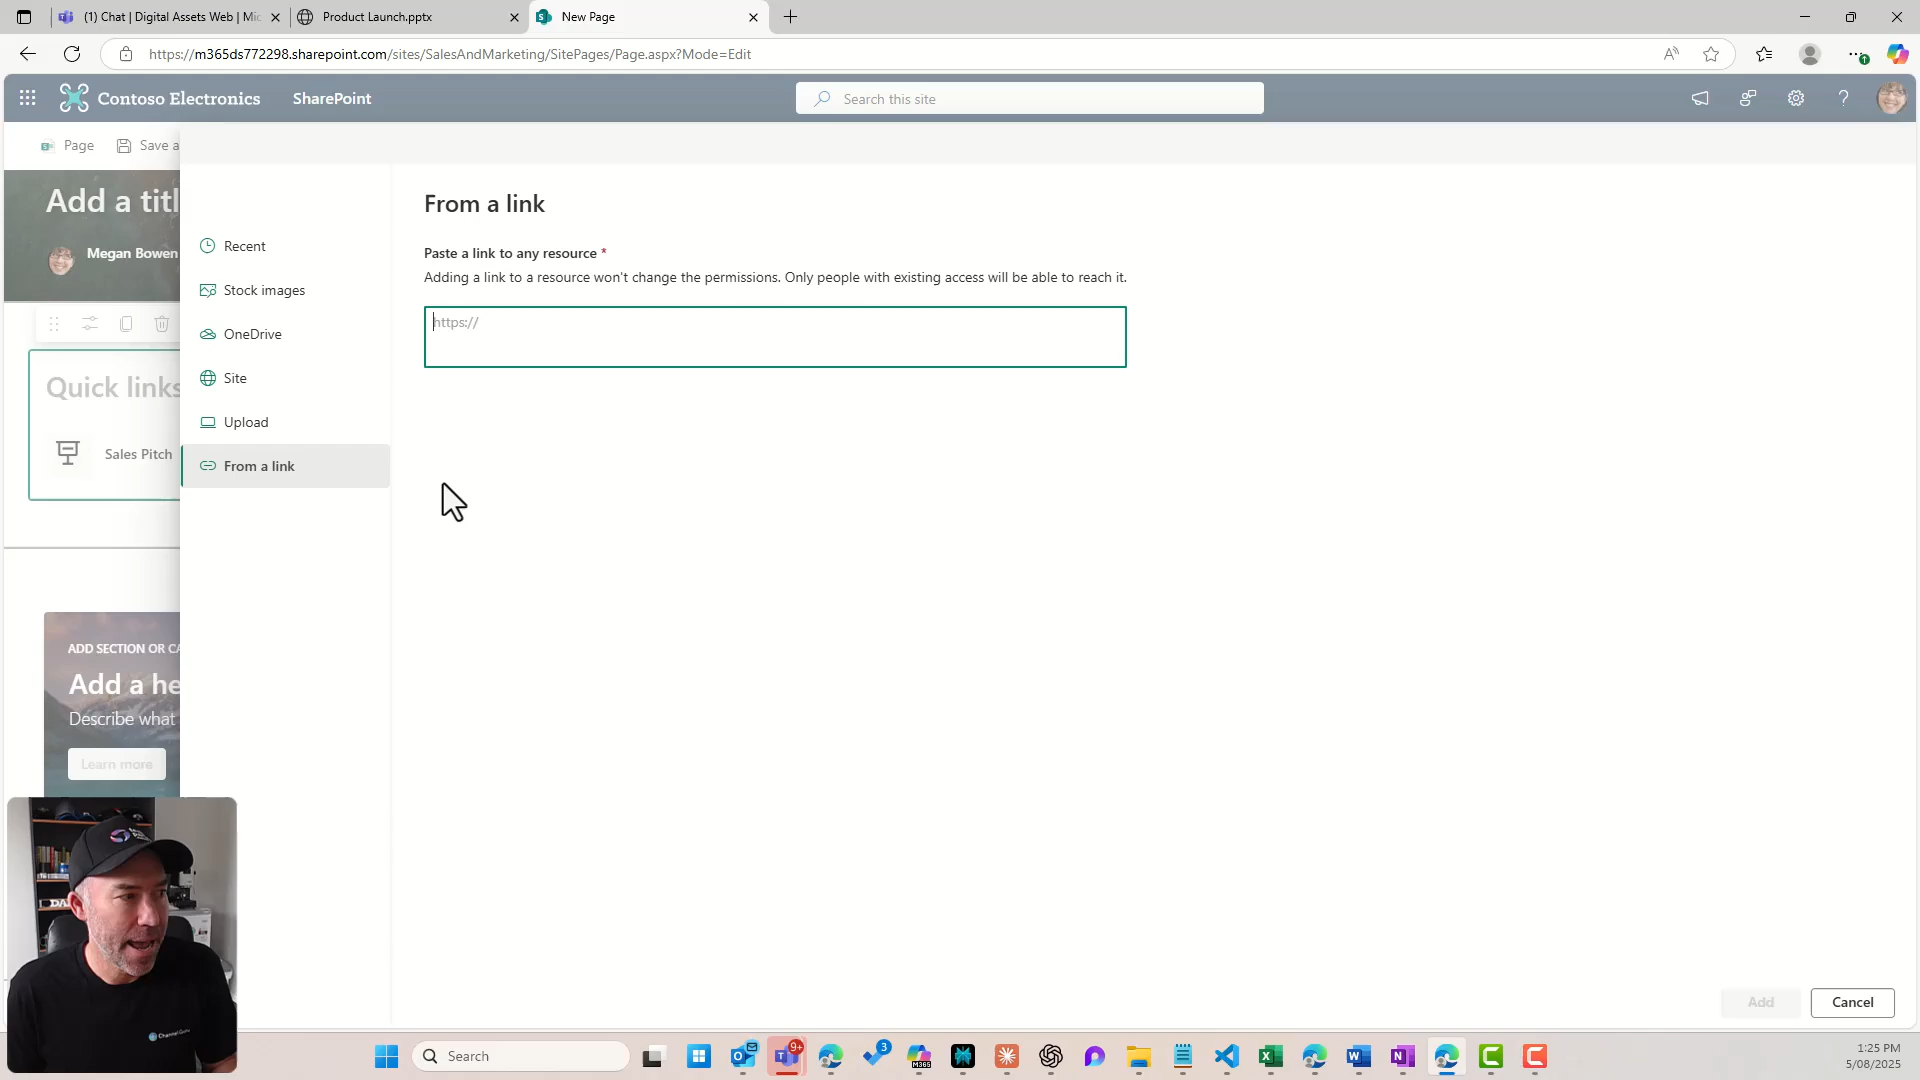 (1) Chat | Digital Assets Web | Mic
Product Launch.pptx
New Page
https://m365ds772298.sharepoint.com/sites/SalesAndMarketing/SitePages/Page.aspx?Mode=Edit
Contoso Electronics
SharePoint
Search this site
Page
Save a
Add a titl
Megan Bowen
Quick links
Sales Pitch
ADD SECTION OR CA
Add a he
Describe what
Learn more
Recent
Stock images
OneDrive
Site
Upload
From a link
From a link
Paste a link to any resource *
Adding a link to a resource won't change the permissions. Only people with existing access will be able to reach it.
https://
Add
Cancel
Search
9+
3
M365
1:25 PM
5/08/2025